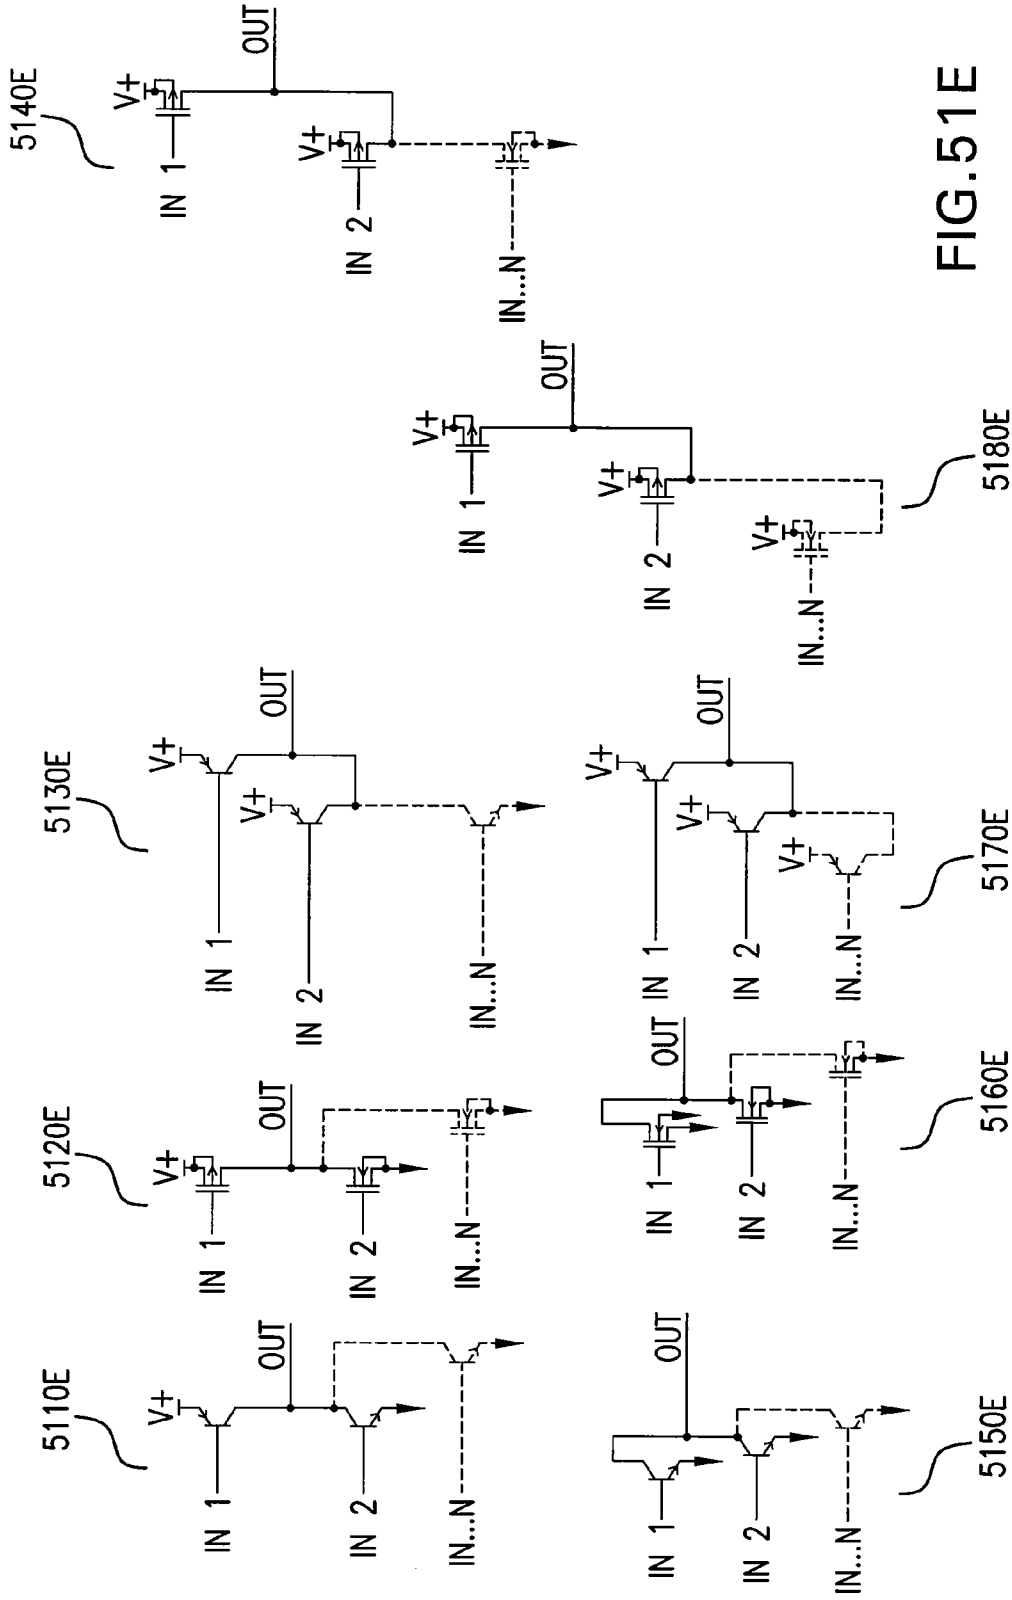 5110E
V+
IN 1
OUT
IN 2
IN...N
5120E
V+
IN 1
OUT
IN 2
IN...N
5130E
V+
IN 1
OUT
V+
IN 2
IN...N
5140E
V+
IN 1
OUT
V+
IN 2
IN...N
5150E
OUT
IN 1
IN 2
IN...N
5160E
OUT
IN 1
IN 2
IN...N
5170E
V+
IN 1
OUT
V+
IN 2
V+
IN...N
5180E
V+
IN 1
OUT
V+
IN 2
V+
IN...N
FIG.51E